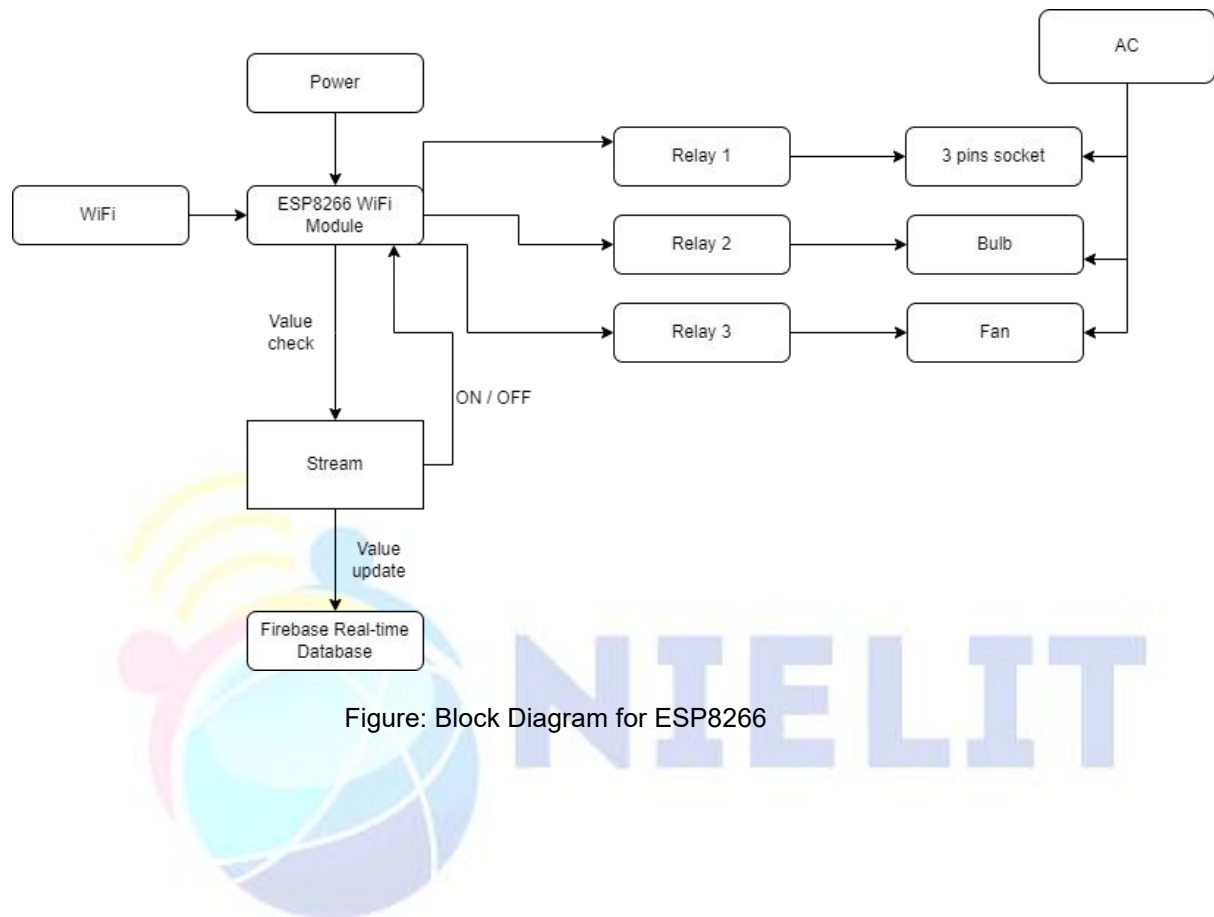 AC
Power
Relay 1
3 pins socket
WiFi
ESP8266 WiFi
Module
Relay 2
Bulb
Relay 3
Fan
Value
check
ON / OFF
Stream
Value
update
Firebase Real-time
Database
NIELIT
Figure: Block Diagram for ESP8266